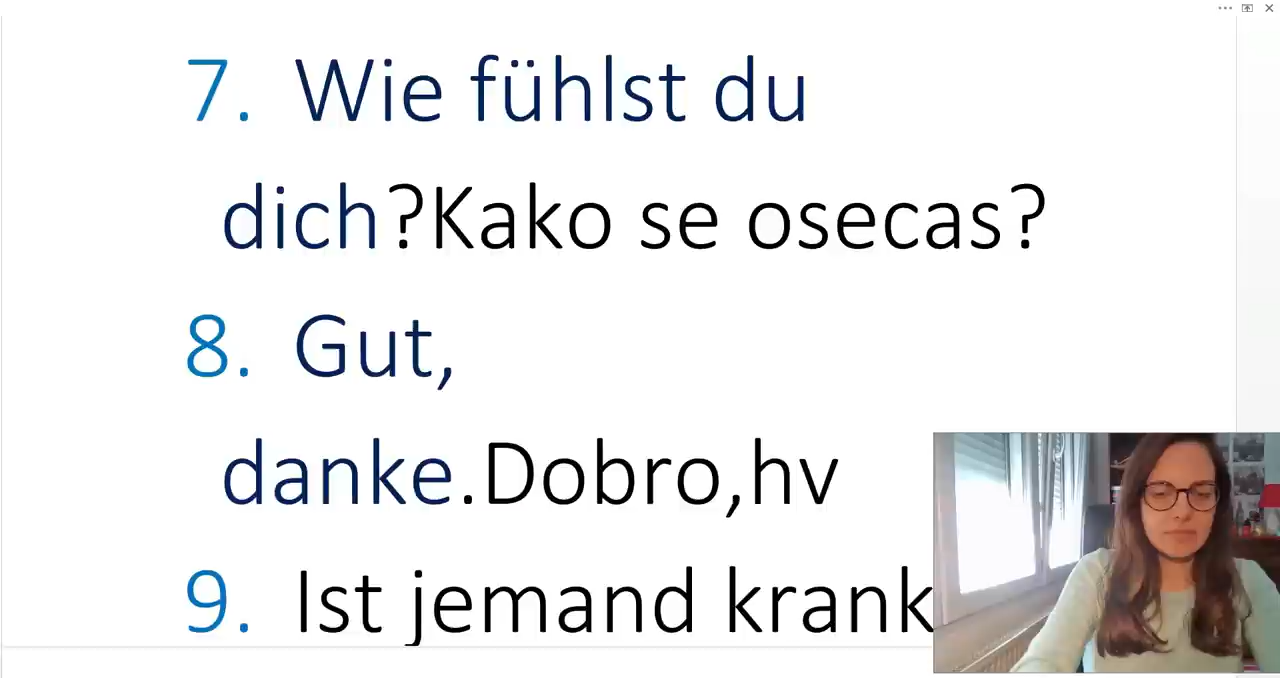 7. Wie fühlst du
dich?Kako se osecas?
8. Gut,
danke.Dobro,hv
9. Ist jemand krank